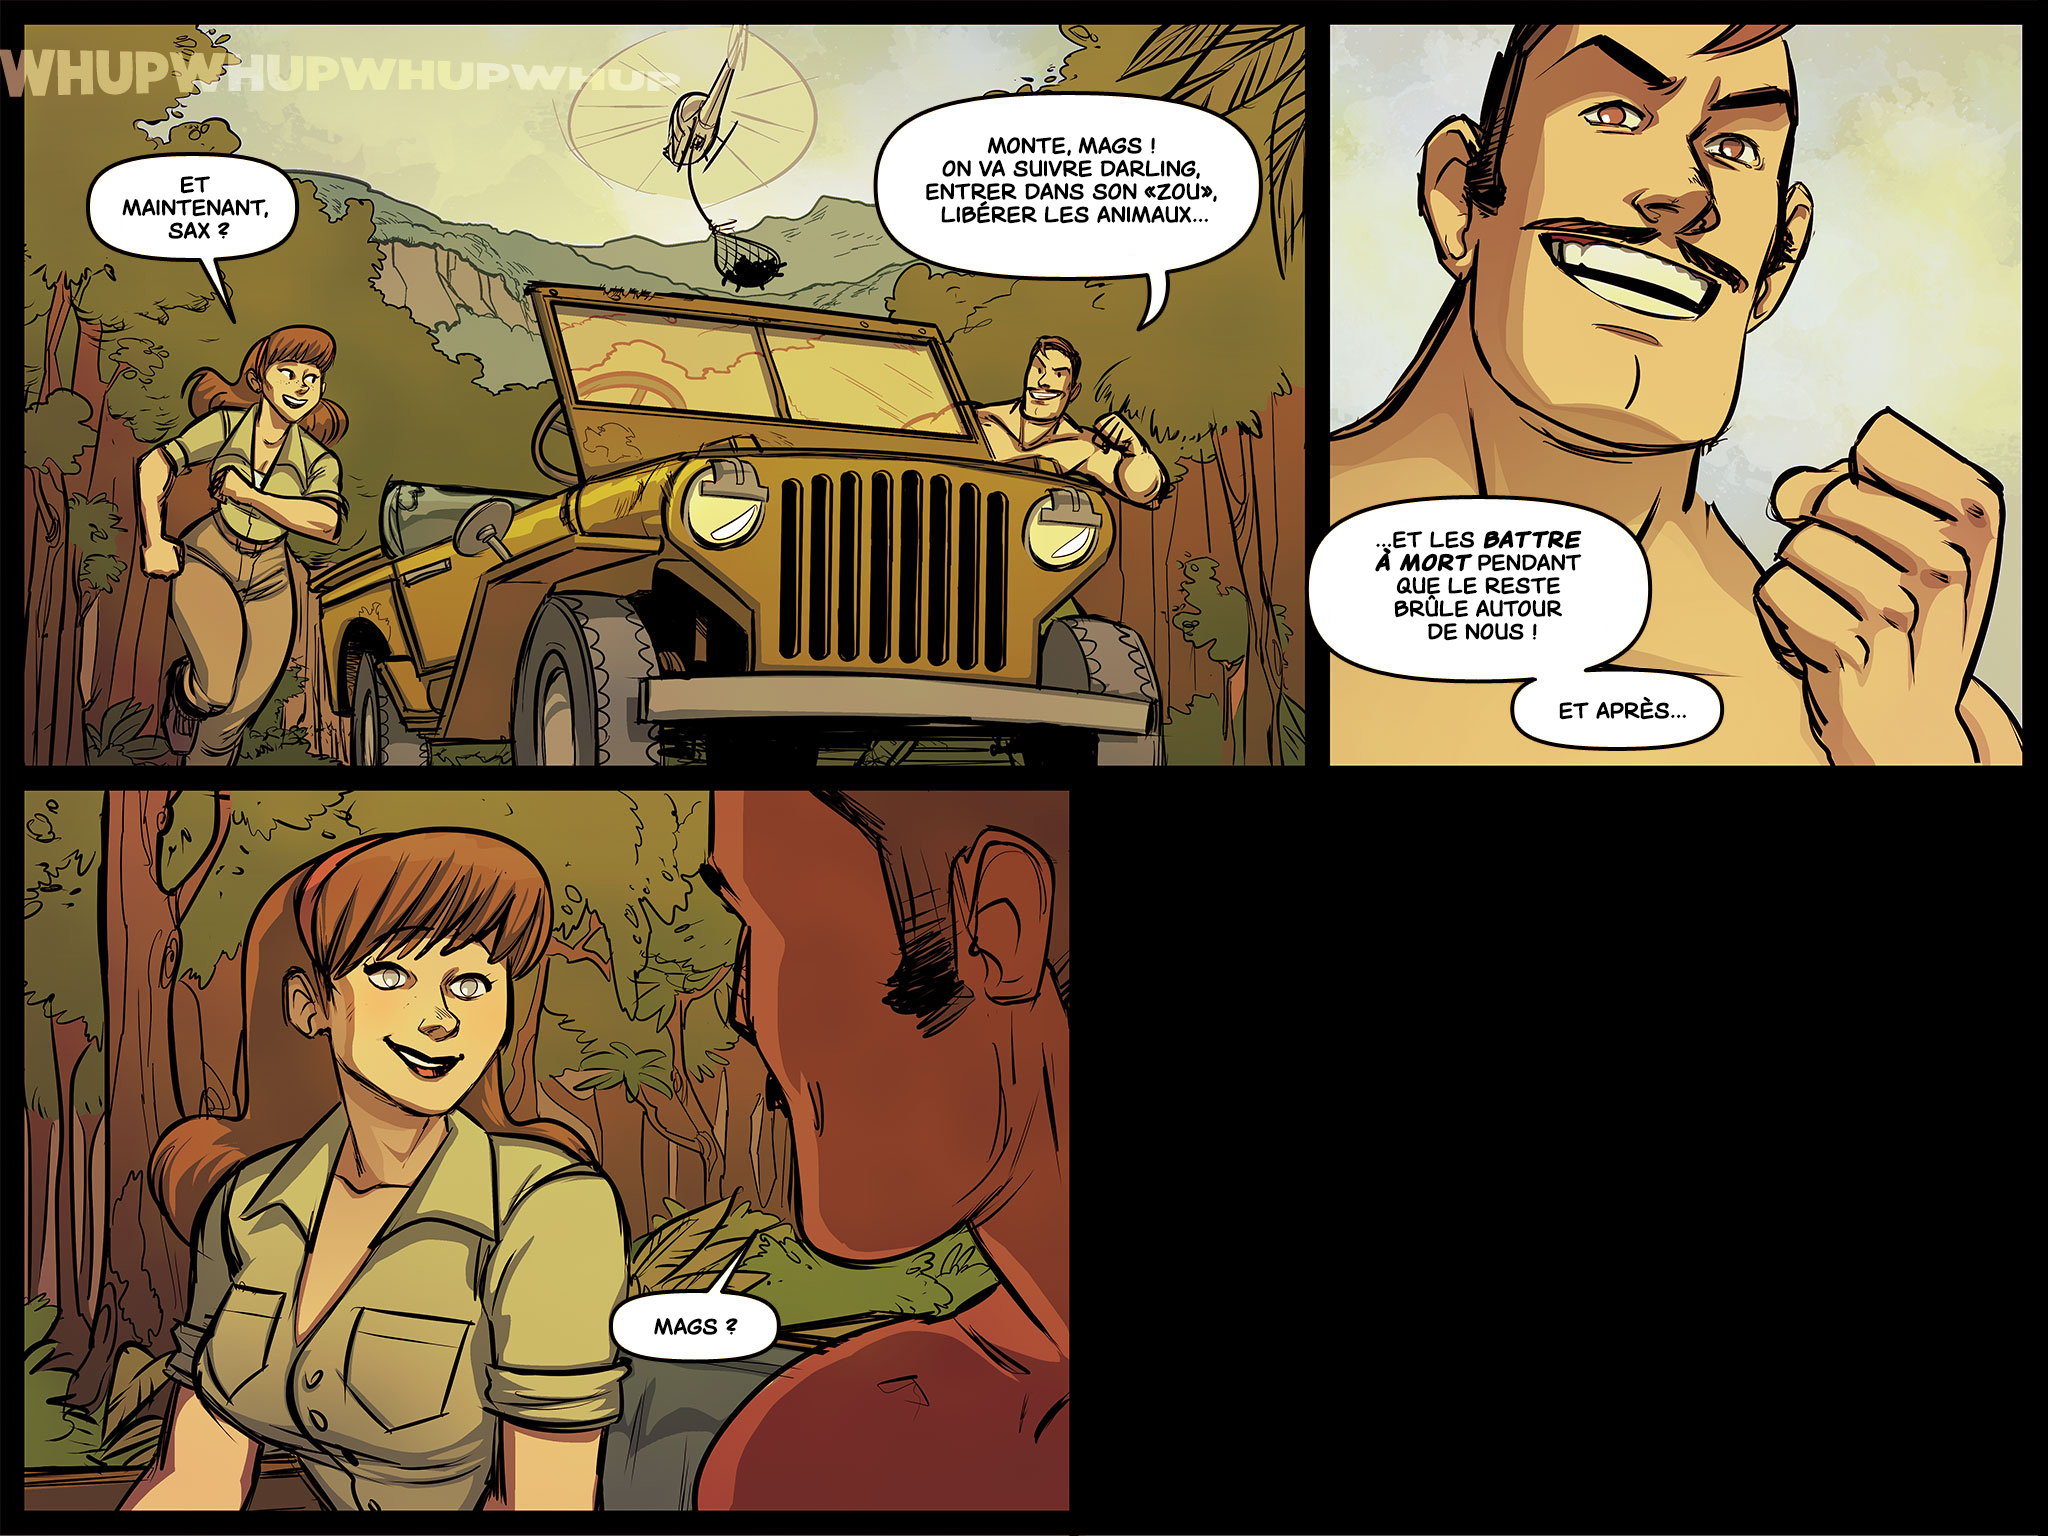 WHUPWHUPWHUPWHUP
ET
MAINTENANT,
SAX ?
MONTE, MAGS !
ON VA SUIVRE DARLING,
ENTRER DANS SON «ZOU»,
LIBÉRER LES ANIMAUX...
...ET LES BATTRE
À MORT PENDANT
QUE LE RESTE
BRÛLE AUTOUR
DE NOUS !
ET APRÈS...
MAGS ?